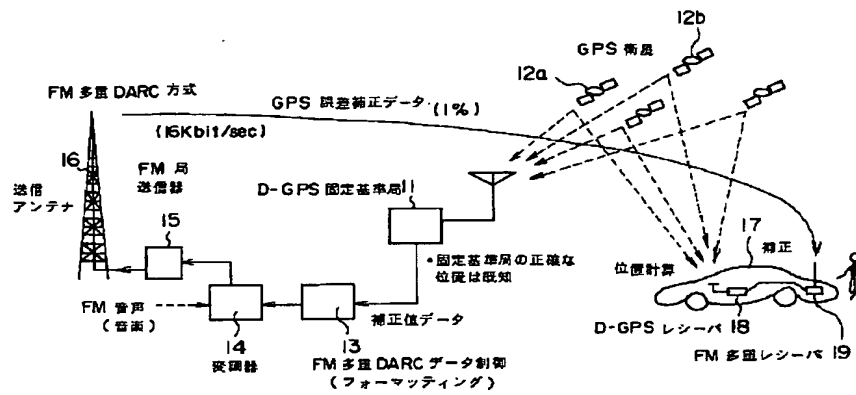 12b
GPS 衛星
12a
FM 多重 DARC 方式
GPS 誤差補正データ (1%)
(16Kbit/sec)
16
送信
アンテナ
FM 局
送信器
15
D-GPS 固定基準局
11
*固定基準局の正確な
位置は既知
位置計算
17
補正
FM 音声
(音楽)
14
変調器
13
補正値データ
FM 多重 DARC データ制御
(フォーマッティング)
D-GPS レシーバ
18
FM 多重レシーバ
19